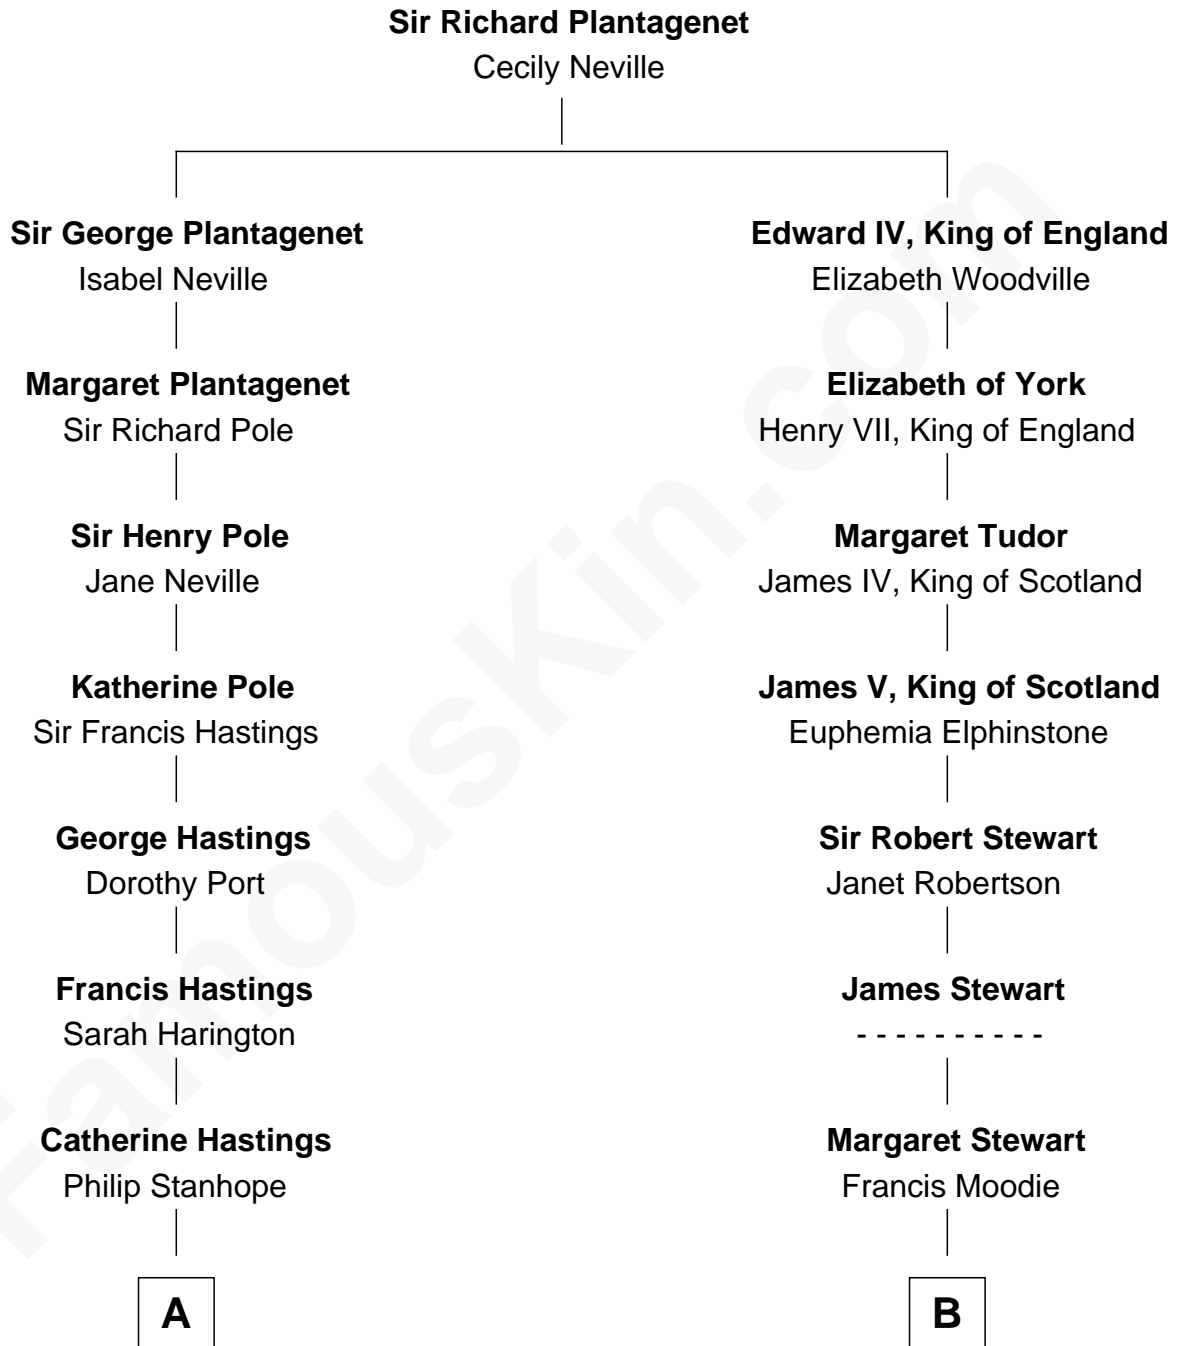 Sir Richard Plantagenet
Cecily Neville
Sir George Plantagenet
Isabel Neville
Edward IV, King of England
Elizabeth Woodville
Margaret Plantagenet
Sir Richard Pole
Elizabeth of York
Henry VII, King of England
Sir Henry Pole
Jane Neville
Margaret Tudor
James IV, King of Scotland
Katherine Pole
Sir Francis Hastings
James V, King of Scotland
Euphemia Elphinstone
George Hastings
Dorothy Port
Sir Robert Stewart
Janet Robertson
Francis Hastings
Sarah Harington
James Stewart
- - - - - - - - - -
Catherine Hastings
Philip Stanhope
Margaret Stewart
Francis Moodie
A
B
FamousKin.com